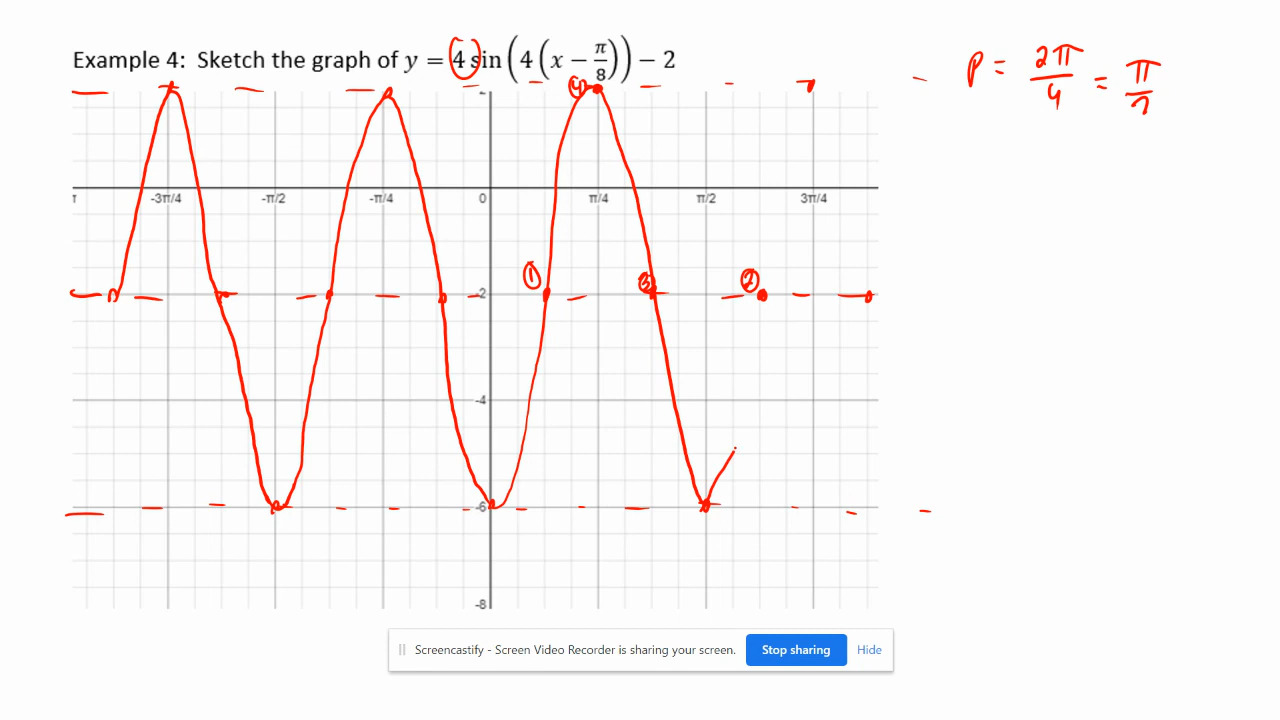 Example 4: Sketch the graph of y = 4 sin(4(x − π/8)) − 2
P = 2π/4 = π/2
④
2
-3π/4 -π/2 -π/4 0 π/4 π/2 3π/4
① ③ ②
-2
-4
-6
-8
Screencastify - Screen Video Recorder is sharing your screen. Stop sharing Hide